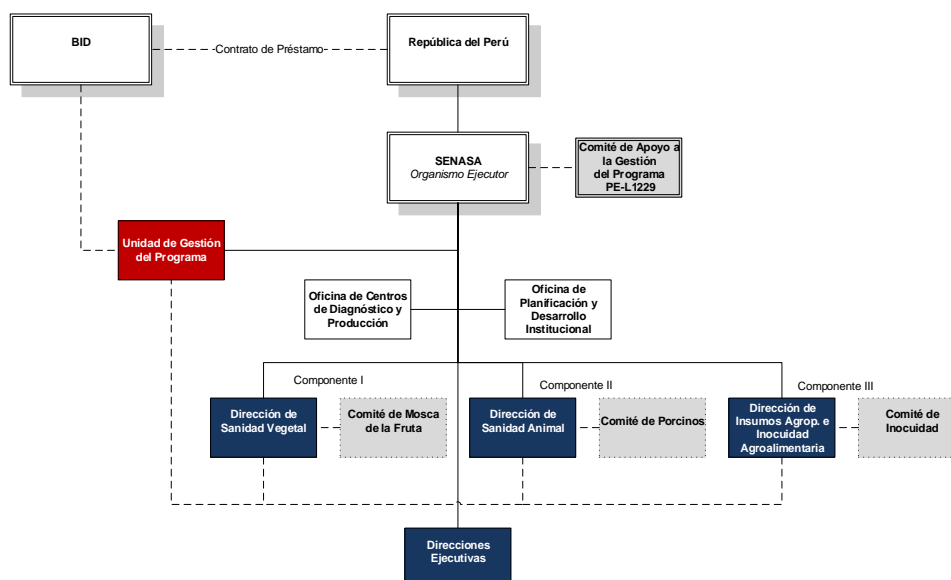 BID
Contrato de Préstamo
República del Perú
SENASA
Organismo Ejecutor
Comité de Apoyo a
la Gestión
del Programa
PE-L1229
Unidad de Gestión
del Programa
Oficina de Centros
de Diagnóstico y
Producción
Oficina de
Planificación y
Desarrollo
Institucional
Componente I
Componente II
Componente III
Dirección de
Sanidad Vegetal
Comité de Mosca
de la Fruta
Dirección de
Sanidad Animal
Comité de Porcinos
Dirección de
Insumos Agrop. e
Inocuidad
Agroalimentaria
Comité de
Inocuidad
Direcciones
Ejecutivas